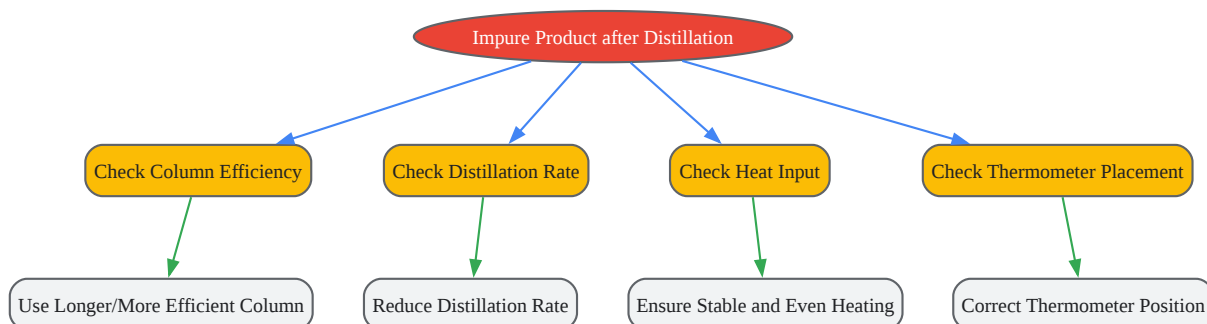 Impure Product after Distillation
Check Column Efficiency
Check Distillation Rate
Check Heat Input
Check Thermometer Placement
Use Longer/More Efficient Column
Reduce Distillation Rate
Ensure Stable and Even Heating
Correct Thermometer Position